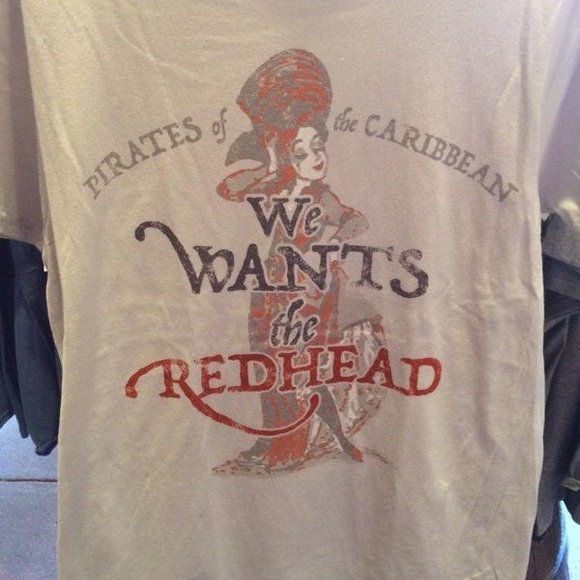 PIRATES of the CARIBBEAN
We
WANTS
the
REDHEAD